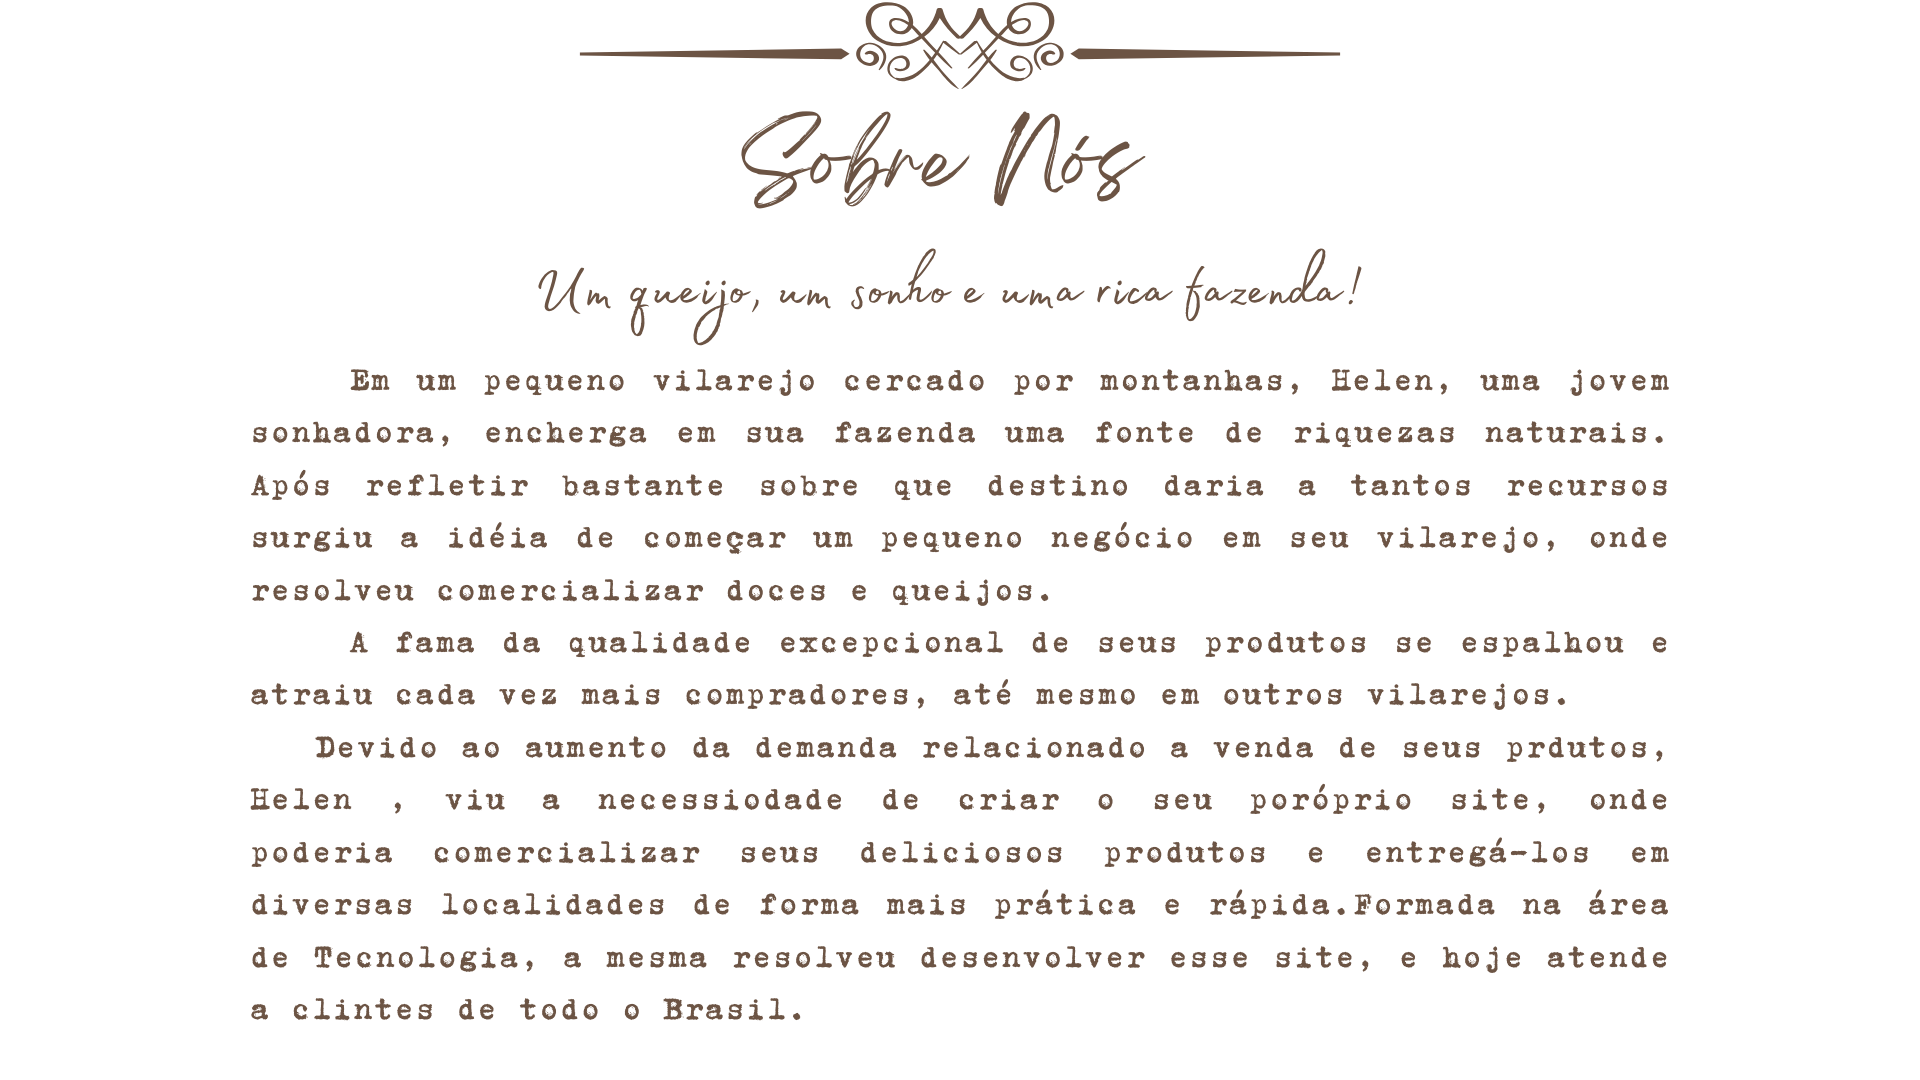 Sobre Nós
Um queijo, um sonho e uma rica fazenda!
Em um pequeno vilarejo cercado por montanhas, Helen, uma jovem
sonhadora, encherga em sua fazenda uma fonte de riquezas naturais.
Após refletir bastante sobre que destino daria a tantos recursos
surgiu a idéia de começar um pequeno negócio em seu vilarejo, onde
resolveu comercializar doces e queijos.
A fama da qualidade excepcional de seus produtos se espalhou e
atraiu cada vez mais compradores, até mesmo em outros vilarejos.
Devido ao aumento da demanda relacionado a venda de seus prdutos,
Helen , viu a necessiodade de criar o seu poróprio site, onde
poderia comercializar seus deliciosos produtos e entregá-los em
diversas localidades de forma mais prática e rápida.Formada na área
de Tecnologia, a mesma resolveu desenvolver esse site, e hoje atende
a clintes de todo o Brasil.